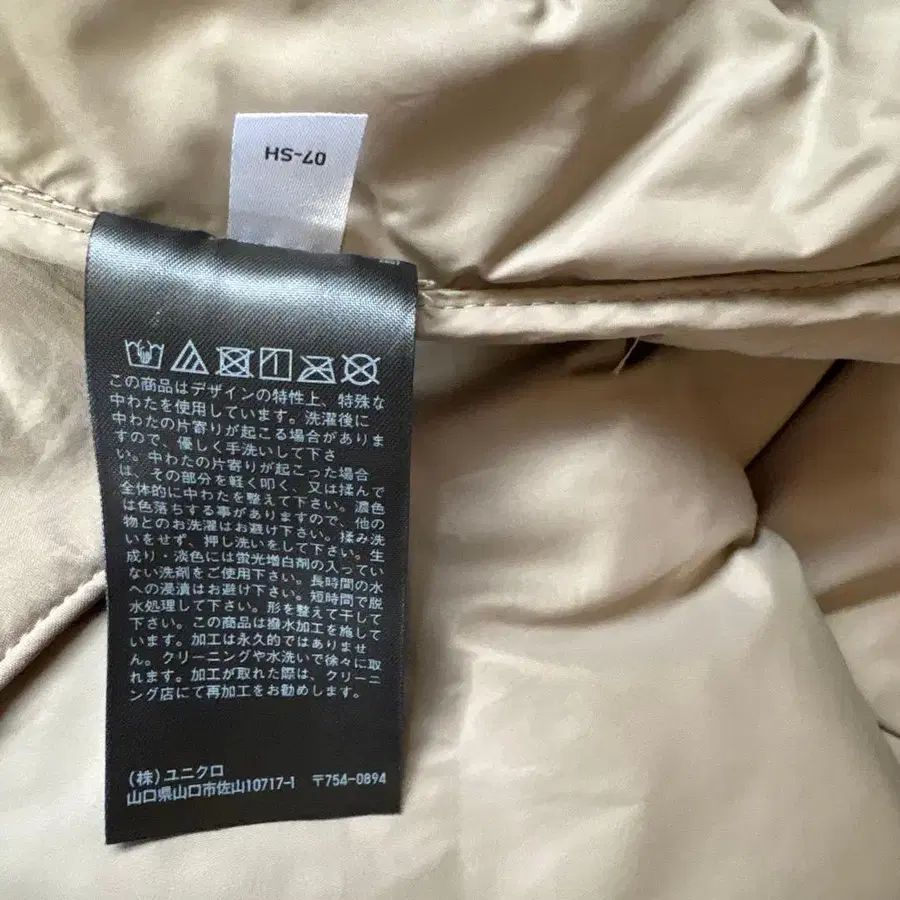 07-SH
この商品はデザインの特性上、特殊な
中わたを使用しています。洗濯後に
中わたの片寄りが起こる場合がありま
すので、優しく手洗いして下さ
い。中わたの片寄りが起こった場合
は、その部分を軽く叩く、又は揉んで
全体的に中わたを整えて下さい。濃色
は色落ちする事がありますので、他の
物とのお洗濯はお避け下さい。揉み洗
いをせず、押し洗いをして下さい。生
成り・淡色には蛍光増白剤の入ってい
ない洗剤をご使用下さい。長時間の水
への浸漬はお避け下さい。短時間で脱
水処理して下さい。形を整えて干して
下さい。この商品は撥水加工を施して
います。加工は永久的ではありませ
ん。クリーニングや水洗いで徐々に取
れます。加工が取れた際は、クリーニ
ング店にて再加工をお勧めします。
(株)ユニクロ
山口県山口市佐山10717-1 〒754-0894